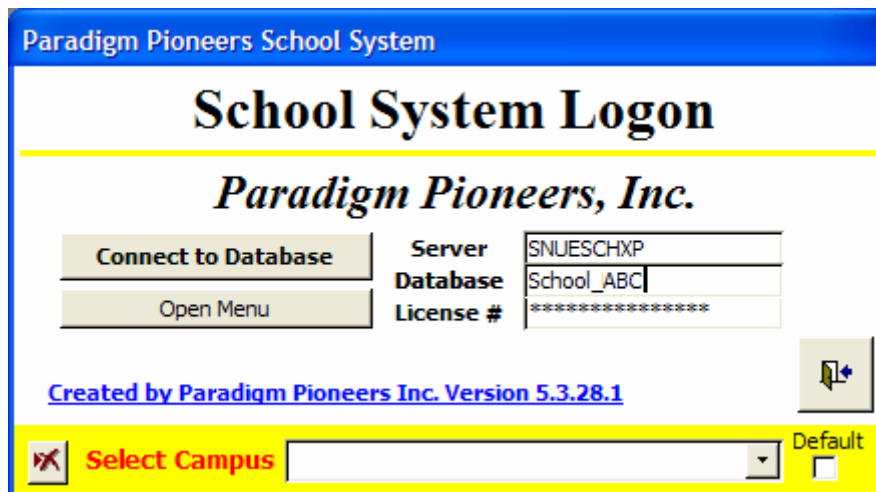 Paradigm Pioneers School System
School System Logon
Paradigm Pioneers, Inc.
Connect to Database
Server SNUESCHXP
Database School_ABC
Open Menu
License # ***************
Created by Paradigm Pioneers Inc. Version 5.3.28.1
Select Campus
Default